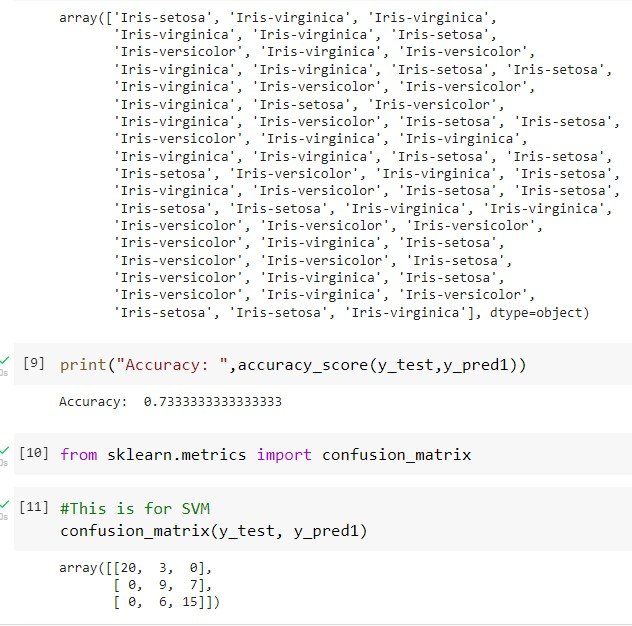 array(['Iris-setosa', 'Iris-virginica', 'Iris-virginica',
'Iris-virginica', 'Iris-virginica', 'Iris-setosa',
'Iris-versicolor', 'Iris-virginica', 'Iris-versicolor',
'Iris-virginica', 'Iris-virginica', 'Iris-setosa', 'Iris-setosa',
'Iris-virginica', 'Iris-versicolor', 'Iris-versicolor',
'Iris-virginica', 'Iris-setosa', 'Iris-versicolor',
'Iris-virginica', 'Iris-versicolor', 'Iris-setosa', 'Iris-setosa',
'Iris-versicolor', 'Iris-virginica', 'Iris-virginica',
'Iris-virginica', 'Iris-virginica', 'Iris-setosa', 'Iris-setosa',
'Iris-setosa', 'Iris-versicolor', 'Iris-virginica', 'Iris-setosa',
'Iris-virginica', 'Iris-versicolor', 'Iris-setosa', 'Iris-setosa',
'Iris-setosa', 'Iris-setosa', 'Iris-virginica', 'Iris-virginica',
'Iris-versicolor', 'Iris-versicolor', 'Iris-versicolor',
'Iris-versicolor', 'Iris-virginica', 'Iris-setosa',
'Iris-versicolor', 'Iris-versicolor', 'Iris-setosa',
'Iris-versicolor', 'Iris-virginica', 'Iris-setosa',
'Iris-versicolor', 'Iris-virginica', 'Iris-versicolor',
'Iris-setosa', 'Iris-setosa', 'Iris-virginica'], dtype=object)
[9] print("Accuracy: ",accuracy_score(y_test,y_pred1))
0s
Accuracy:  0.7333333333333333
[10] from sklearn.metrics import confusion_matrix
0s
[11] #This is for SVM
0s confusion_matrix(y_test, y_pred1)
array([[20,  3,  0],
[ 0,  9,  7],
[ 0,  6, 15]])